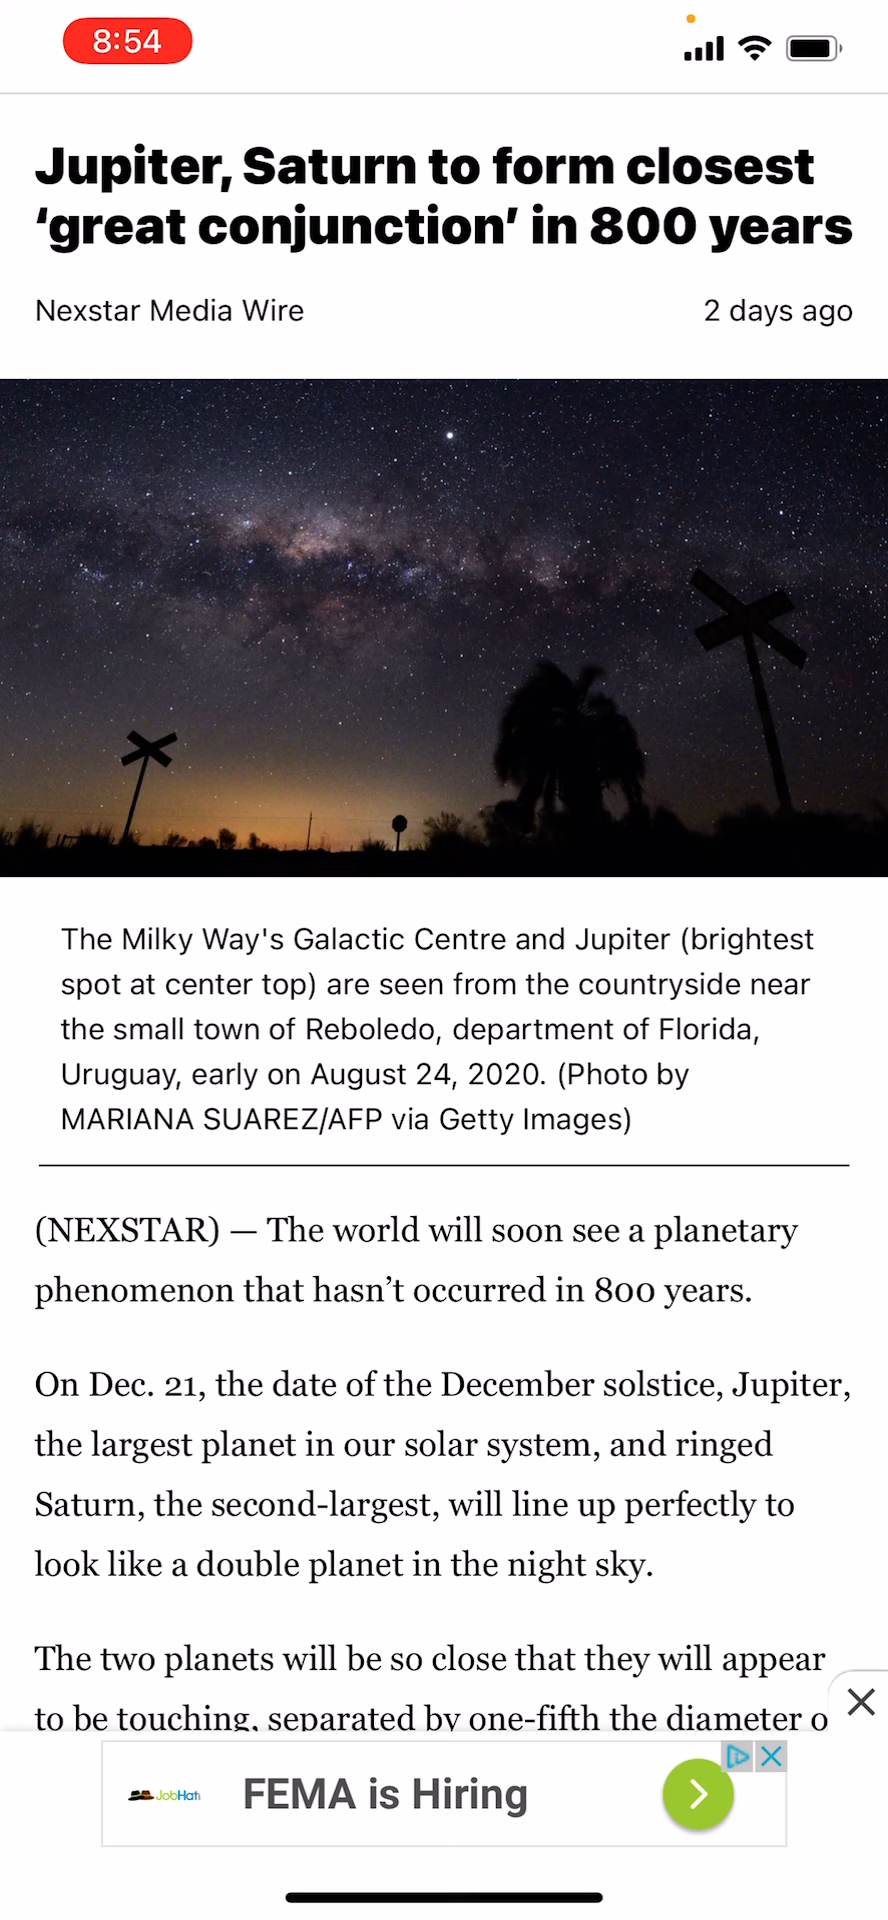 8:54
Jupiter, Saturn to form closest
‘great conjunction’ in 800 years
Nexstar Media Wire 2 days ago
The Milky Way's Galactic Centre and Jupiter (brightest
spot at center top) are seen from the countryside near
the small town of Reboledo, department of Florida,
Uruguay, early on August 24, 2020. (Photo by
MARIANA SUAREZ/AFP via Getty Images)
(NEXSTAR) — The world will soon see a planetary
phenomenon that hasn’t occurred in 800 years.
On Dec. 21, the date of the December solstice, Jupiter,
the largest planet in our solar system, and ringed
Saturn, the second-largest, will line up perfectly to
look like a double planet in the night sky.
The two planets will be so close that they will appear
to be touching, separated by one-fifth the diameter o
JobHat FEMA is Hiring